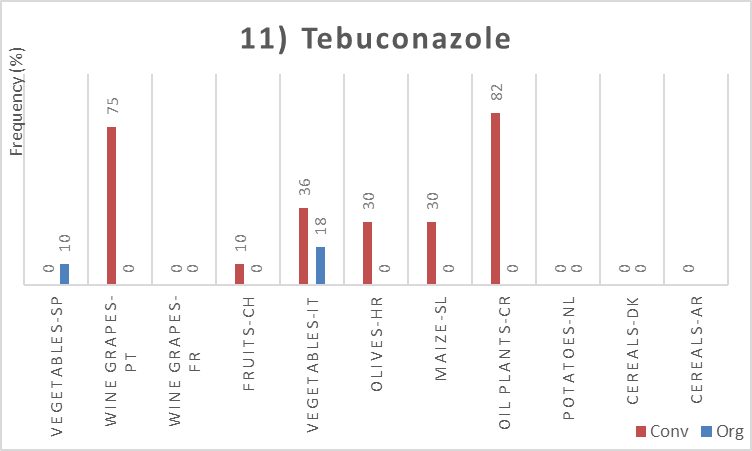 11) Tebuconazole
Frequency (%)
0 10
75 0
0 0
10 0
36 18
30 0
30 0
82 0
0 0
0 0
0
VEGETABLES-SP
WINE GRAPES-
PT
WINE GRAPES-
FR
FRUITS-CH
VEGETABLES-IT
OLIVES-HR
MAIZE-SL
OIL PLANTS-CR
POTATOES-NL
CEREALS-DK
CEREALS-AR
Conv Org